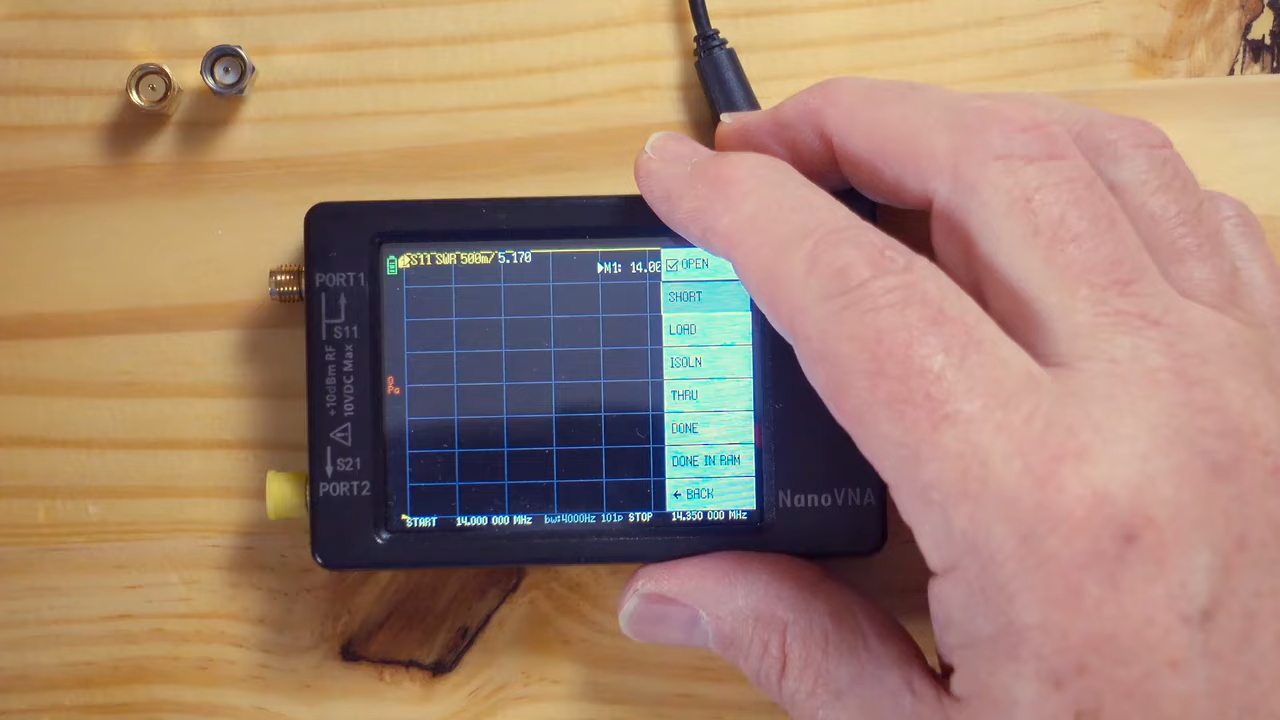 S11 SWR 500m/ 5.170
M1: 14.00
OPEN
SHORT
LOAD
ISOLN
THRU
DONE
DONE IN RAM
← BACK
START 14.000 000 MHz bw:4000Hz 101p STOP 14.350 000 MHz
PORT1
S11
+10dBm RF
10VDC Max
S21
PORT2
NanoVNA